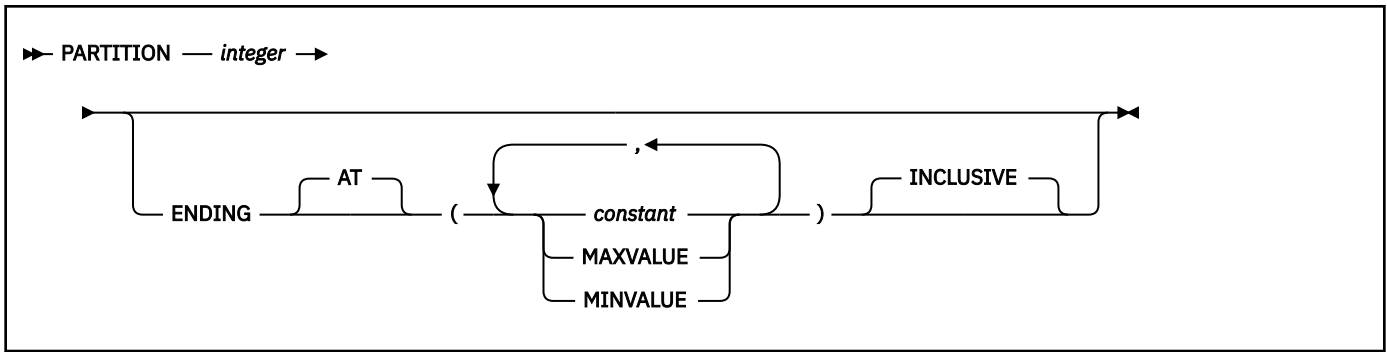 PARTITION integer
,
AT INCLUSIVE
ENDING ( constant )
MAXVALUE
MINVALUE